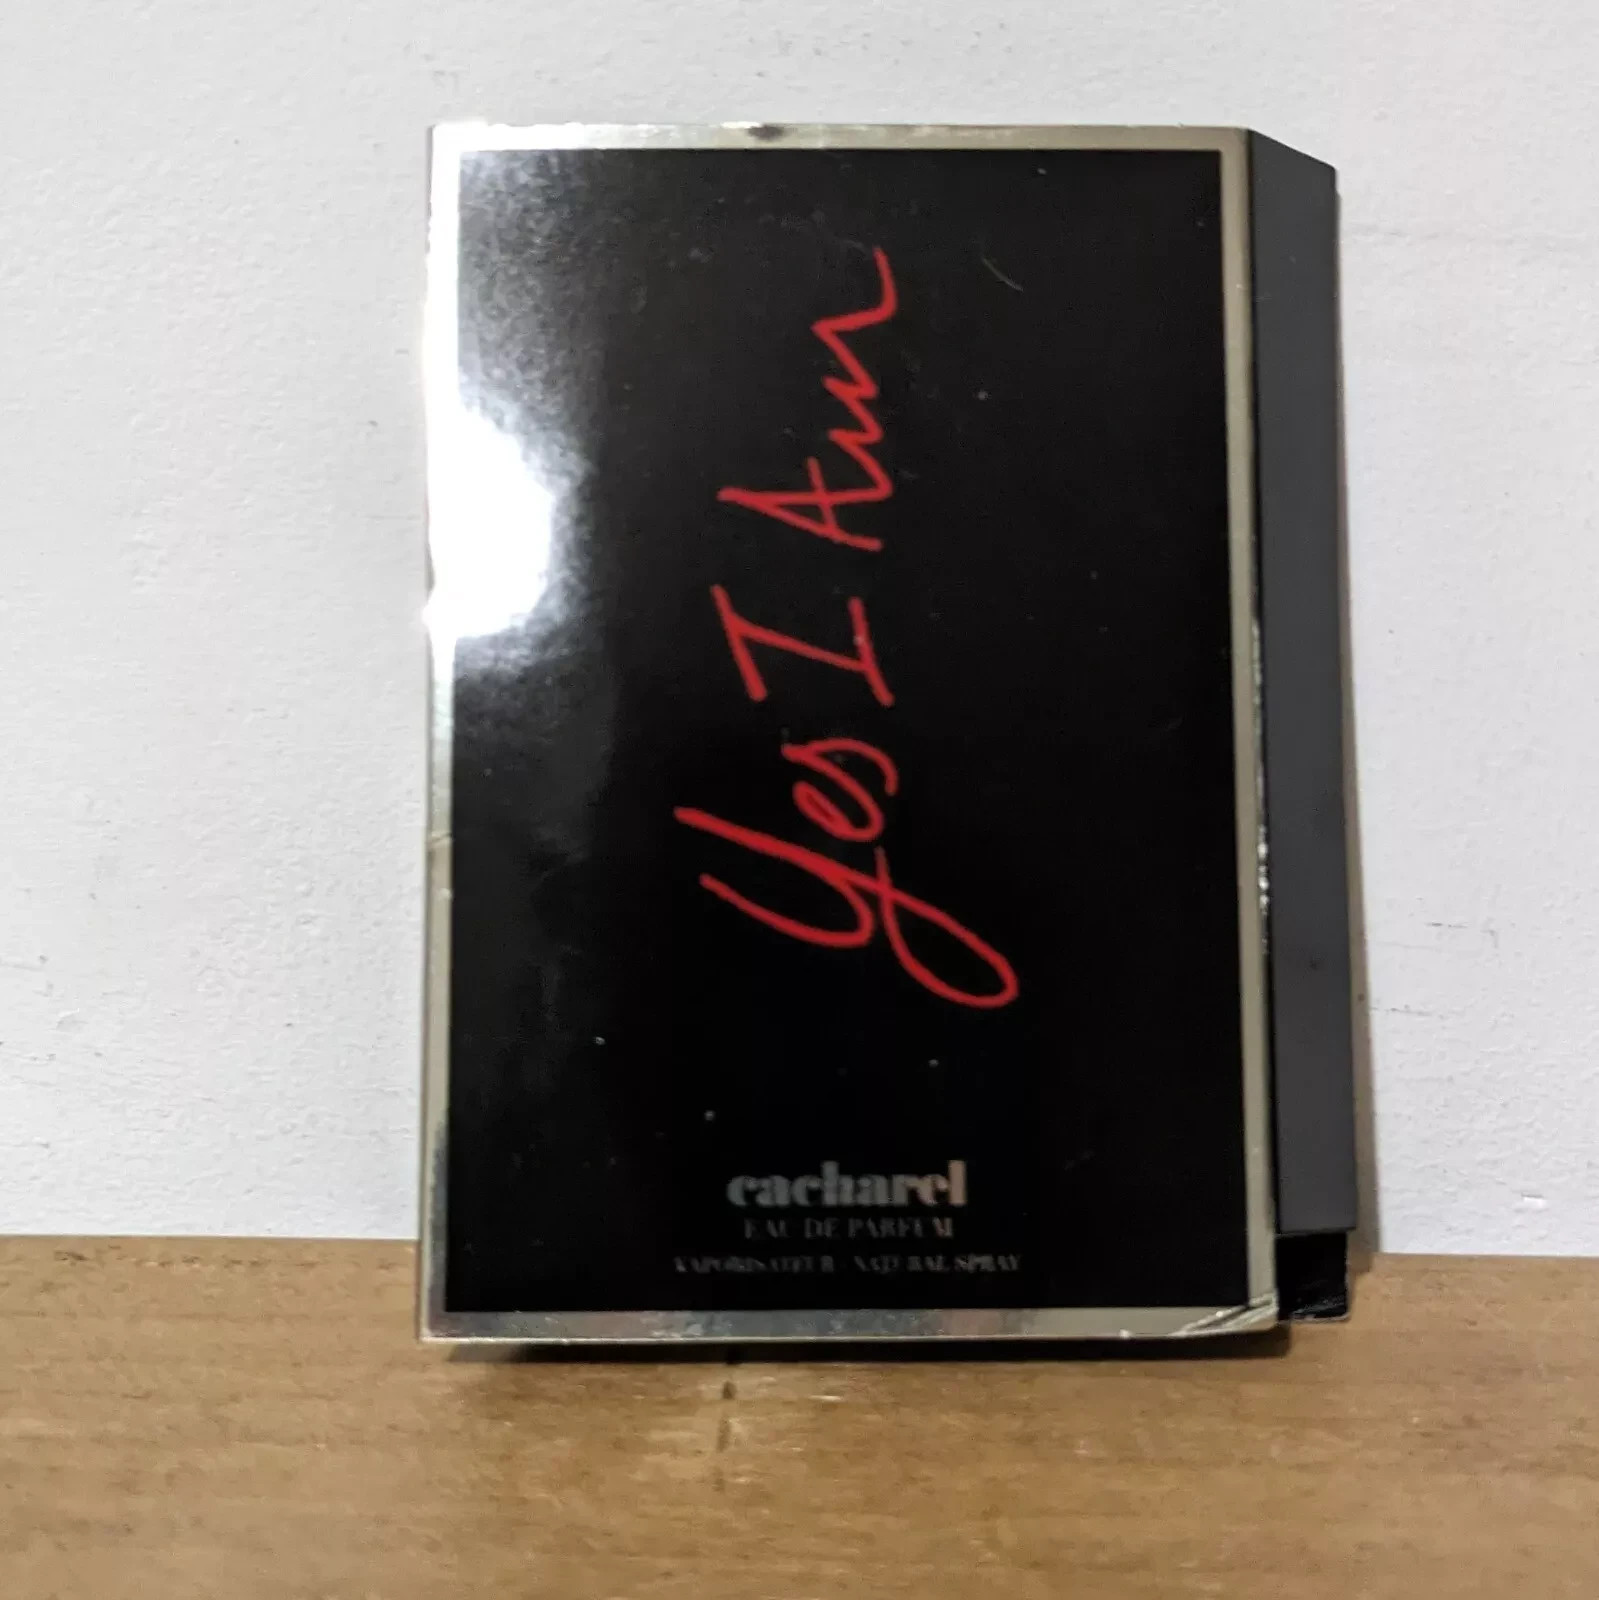 Yes I Am
cacharel
EAU DE PARFUM
VAPORISATEUR - NATURAL SPRAY